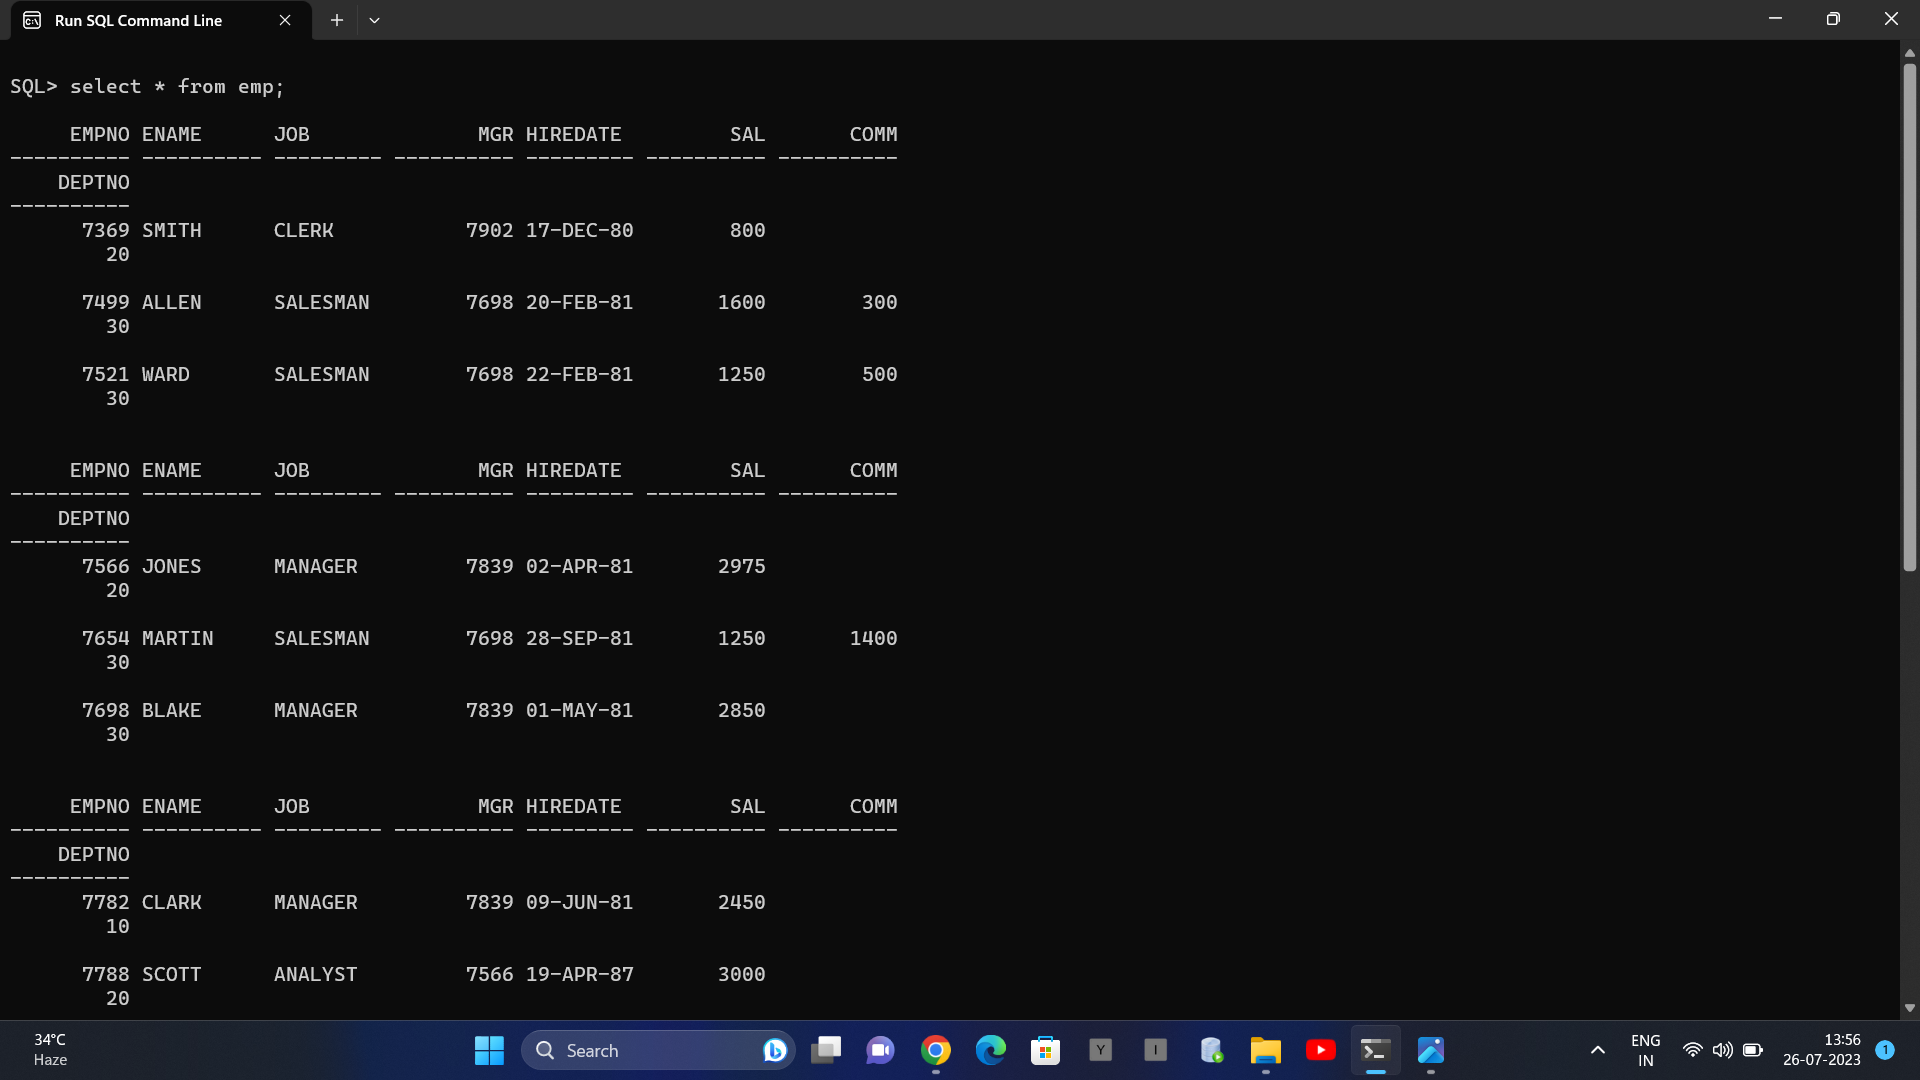 Run SQL Command Line
SQL> select * from emp;
     EMPNO ENAME      JOB              MGR HIREDATE         SAL       COMM
---------- ---------- --------- ---------- --------- ---------- ----------
    DEPTNO
----------
      7369 SMITH      CLERK           7902 17-DEC-80        800
        20
      7499 ALLEN      SALESMAN        7698 20-FEB-81       1600        300
        30
      7521 WARD       SALESMAN        7698 22-FEB-81       1250        500
        30
     EMPNO ENAME      JOB              MGR HIREDATE         SAL       COMM
---------- ---------- --------- ---------- --------- ---------- ----------
    DEPTNO
----------
      7566 JONES      MANAGER         7839 02-APR-81       2975
        20
      7654 MARTIN     SALESMAN        7698 28-SEP-81       1250       1400
        30
      7698 BLAKE      MANAGER         7839 01-MAY-81       2850
        30
     EMPNO ENAME      JOB              MGR HIREDATE         SAL       COMM
---------- ---------- --------- ---------- --------- ---------- ----------
    DEPTNO
----------
      7782 CLARK      MANAGER         7839 09-JUN-81       2450
        10
      7788 SCOTT      ANALYST         7566 19-APR-87       3000
        20
34°C
Haze
Search
Y
I
ENG
IN
13:56
26-07-2023
1